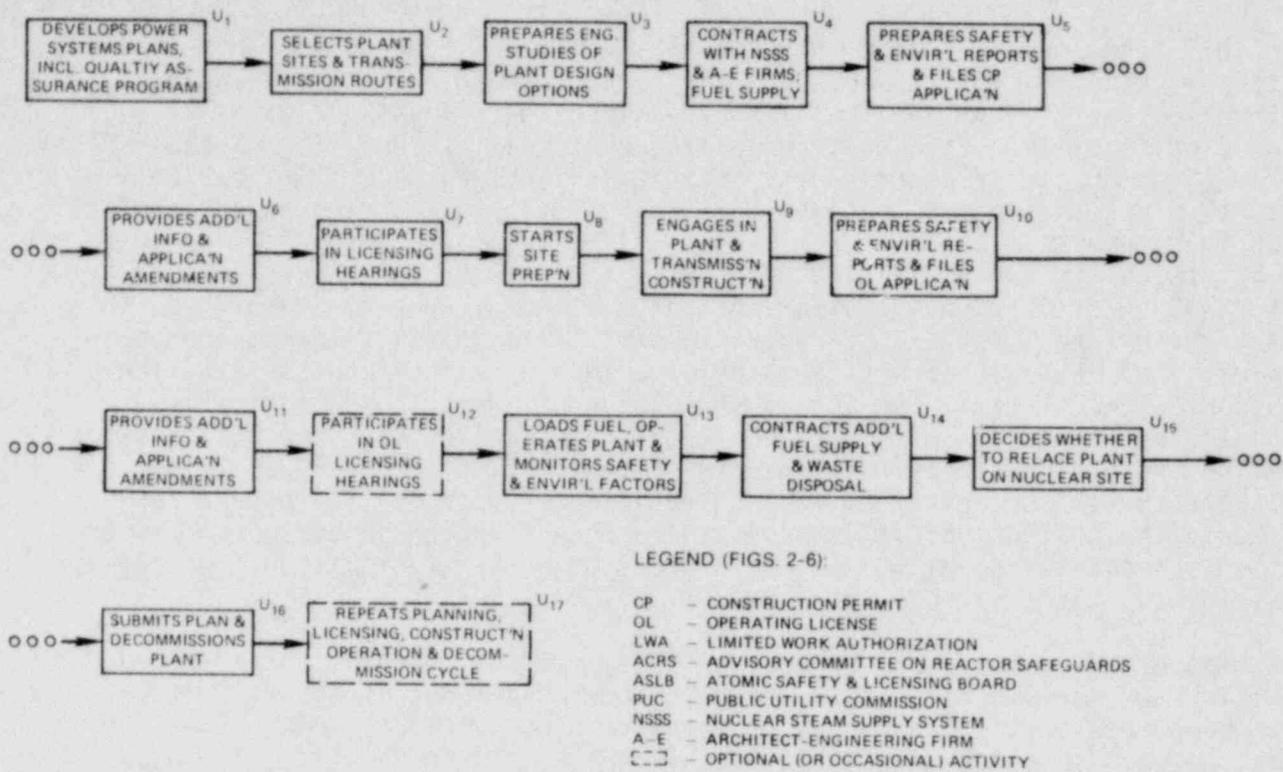 U1
DEVELOPS POWER
SYSTEMS PLANS,
INCL. QUALTIY AS-
SURANCE PROGRAM
U2
SELECTS PLANT
SITES & TRANS-
MISSION ROUTES
U3
PREPARES ENG.
STUDIES OF
PLANT DESIGN
OPTIONS
U4
CONTRACTS
WITH NSSS
& A-E FIRMS,
FUEL SUPPLY
U5
PREPARES SAFETY
& ENVIR'L REPORTS
& FILES CP
APPLICA'N
U6
PROVIDES ADD'L
INFO &
APPLICA'N
AMENDMENTS
U7
PARTICIPATES
IN LICENSING
HEARINGS
U8
STARTS
SITE
PREP'N
U9
ENGAGES IN
PLANT &
TRANSMISS'N
CONSTRUCT'N
U10
PREPARES SAFETY
& ENVIR'L RE-
PORTS & FILES
OL APPLICA'N
U11
PROVIDES ADD'L
INFO &
APPLICA'N
AMENDMENTS
U12
PARTICIPATES
IN OL
LICENSING
HEARINGS
U13
LOADS FUEL, OP-
ERATES PLANT &
MONITORS SAFETY
& ENVIR'L FACTORS
U14
CONTRACTS ADD'L
FUEL SUPPLY
& WASTE
DISPOSAL
U15
DECIDES WHETHER
TO RELACE PLANT
ON NUCLEAR SITE
U16
SUBMITS PLAN &
DECOMMISSIONS
PLANT
U17
REPEATS PLANNING,
LICENSING, CONSTRUCT'N
OPERATION & DECOM-
MISSION CYCLE
LEGEND (FIGS. 2-6):
CP – CONSTRUCTION PERMIT
OL – OPERATING LICENSE
LWA – LIMITED WORK AUTHORIZATION
ACRS – ADVISORY COMMITTEE ON REACTOR SAFEGUARDS
ASLB – ATOMIC SAFETY & LICENSING BOARD
PUC – PUBLIC UTILITY COMMISSION
NSSS – NUCLEAR STEAM SUPPLY SYSTEM
A–E – ARCHITECT-ENGINEERING FIRM
– OPTIONAL (OR OCCASIONAL) ACTIVITY